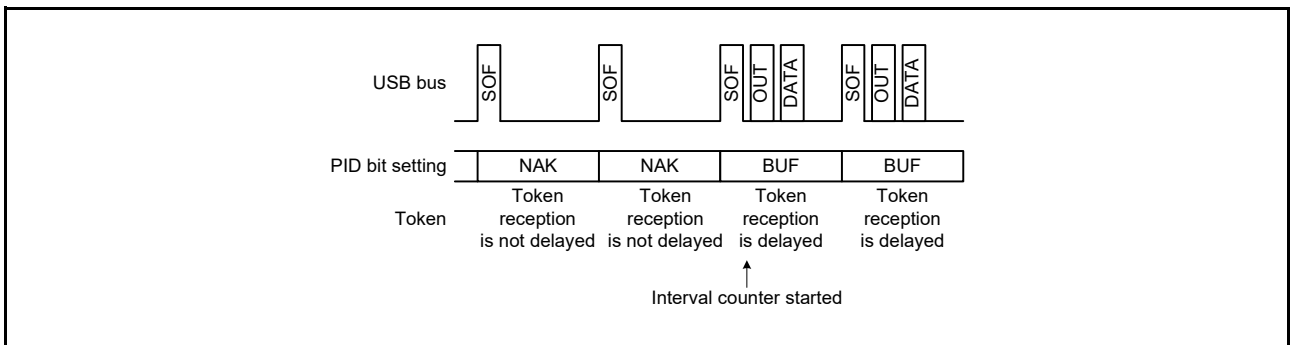 USB bus
SOF
SOF
SOF
OUT
DATA
SOF
OUT
DATA
PID bit setting
NAK
NAK
BUF
BUF
Token
Token
reception
is not delayed
Token
reception
is not delayed
Token
reception
is delayed
Token
reception
is delayed
Interval counter started